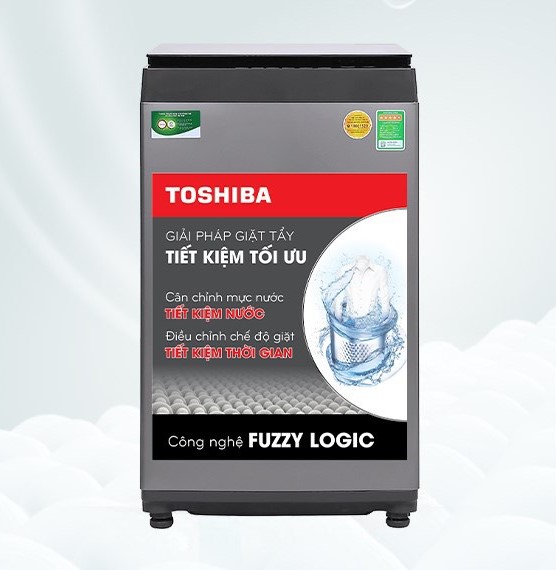 TOSHIBA
GIẢI PHÁP GIẶT TẨY
TIẾT KIỆM TỐI ƯU
Cân chỉnh mực nước
TIẾT KIỆM NƯỚC
Điều chỉnh chế độ giặt
TIẾT KIỆM THỜI GIAN
Công nghệ FUZZY LOGIC